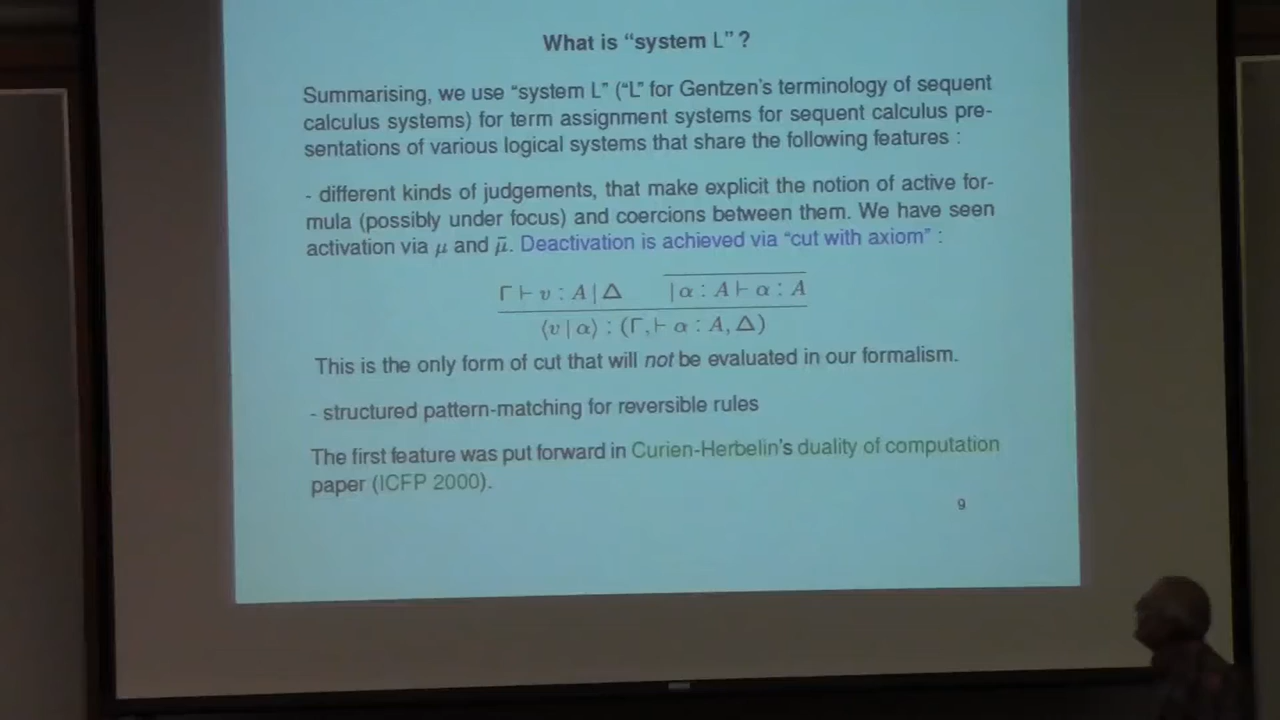 What is “system L” ?
Summarising, we use “system L” (“L” for Gentzen’s terminology of sequent
calculus systems) for term assignment systems for sequent calculus pre-
sentations of various logical systems that share the following features :
- different kinds of judgements, that make explicit the notion of active for-
mula (possibly under focus) and coercions between them. We have seen
activation via μ and μ̃. Deactivation is achieved via “cut with axiom” :
Γ ⊢ v : A | Δ | α : A ⊢ α : A
⟨v | α⟩ : (Γ, ⊢ α : A, Δ)
This is the only form of cut that will not be evaluated in our formalism.
- structured pattern-matching for reversible rules
The first feature was put forward in Curien-Herbelin’s duality of computation
paper (ICFP 2000).
9